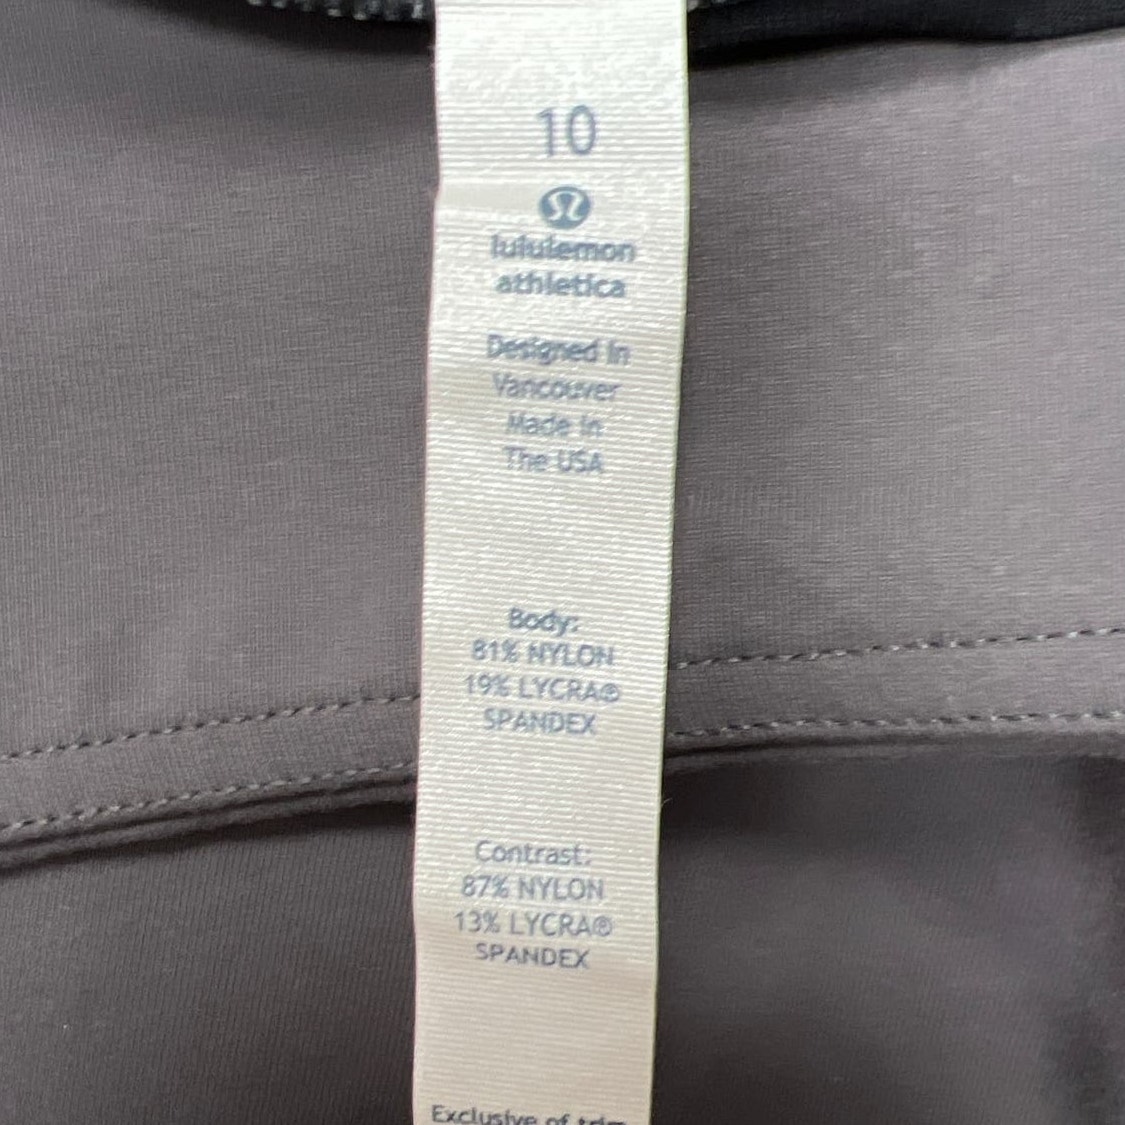 10
lululemon
athletica
Designed in
Vancouver
Made in
The USA
Body:
81% NYLON
19% LYCRA®
SPANDEX
Contrast:
87% NYLON
13% LYCRA®
SPANDEX
Exclusive of trim